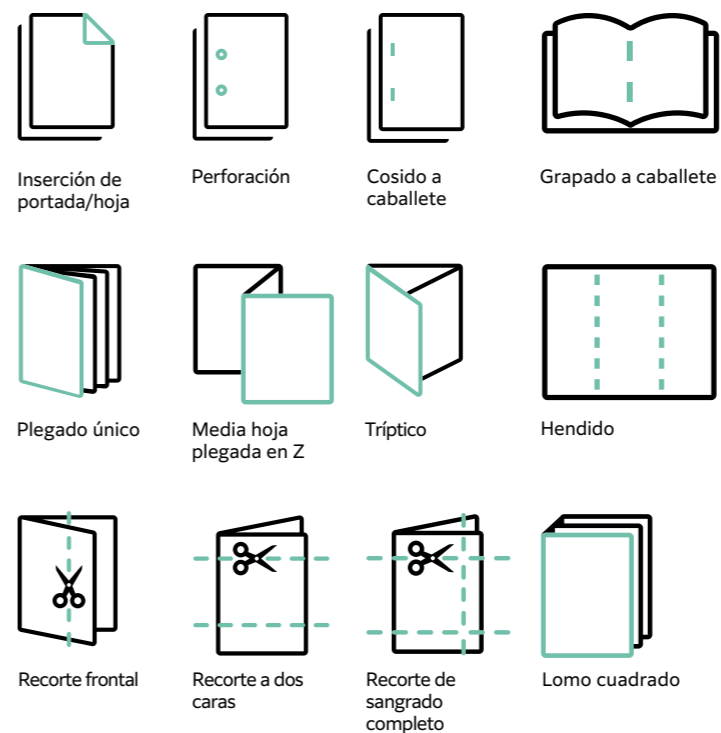 Inserción de
portada/hoja
Perforación
Cosido a
caballete
Grapado a caballete
Plegado único
Media hoja
plegada en Z
Tríptico
Hendido
Recorte frontal
Recorte a dos
caras
Recorte de
sangrado
completo
Lomo cuadrado